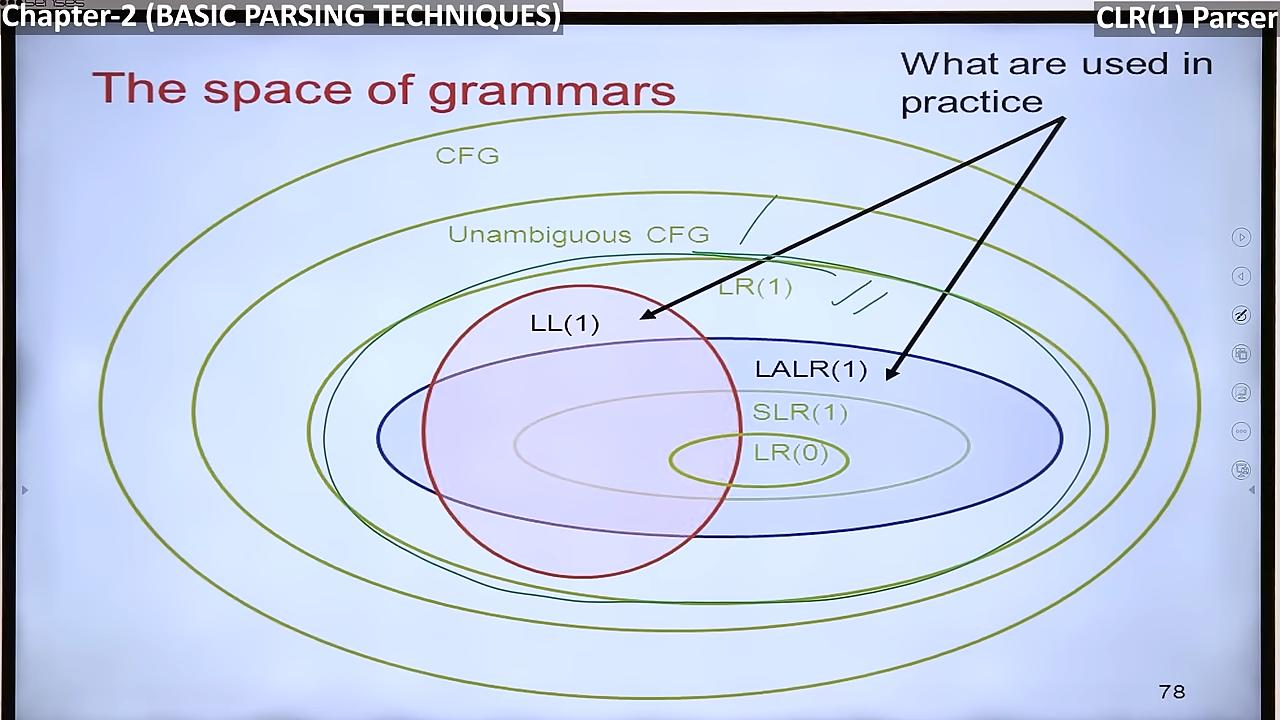 Chapter-2 (BASIC PARSING TECHNIQUES)
CLR(1) Parser
The space of grammars
What are used in
practice
CFG
Unambiguous CFG
LR(1)
LL(1)
LALR(1)
SLR(1)
LR(0)
78